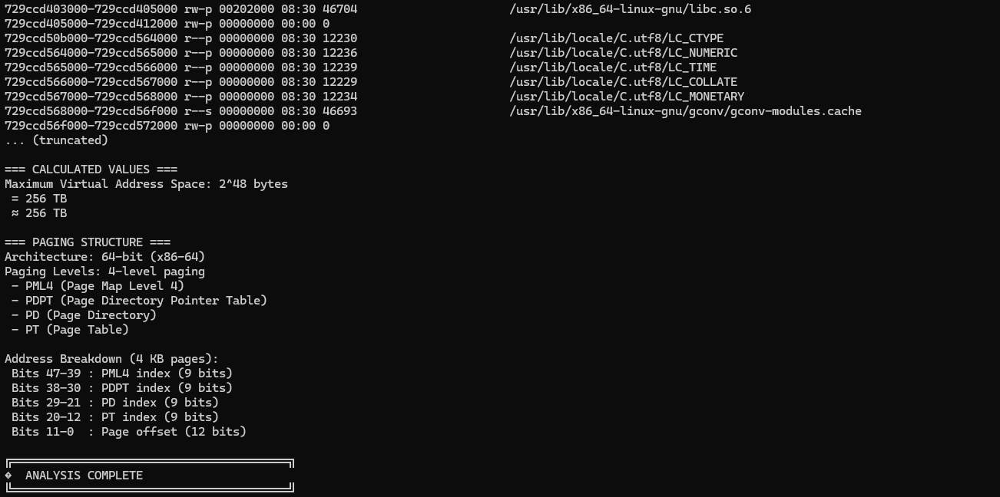 729ccd403000-729ccd405000 rw-p 00202000 08:30 46704                      /usr/lib/x86_64-linux-gnu/libc.so.6
729ccd405000-729ccd412000 rw-p 00000000 00:00 0
729ccd50b000-729ccd564000 r--p 00000000 08:30 12230                      /usr/lib/locale/C.utf8/LC_CTYPE
729ccd564000-729ccd565000 r--p 00000000 08:30 12236                      /usr/lib/locale/C.utf8/LC_NUMERIC
729ccd565000-729ccd566000 r--p 00000000 08:30 12239                      /usr/lib/locale/C.utf8/LC_TIME
729ccd566000-729ccd567000 r--p 00000000 08:30 12229                      /usr/lib/locale/C.utf8/LC_COLLATE
729ccd567000-729ccd568000 r--p 00000000 08:30 12234                      /usr/lib/locale/C.utf8/LC_MONETARY
729ccd568000-729ccd56f000 r--s 00000000 08:30 46693                      /usr/lib/x86_64-linux-gnu/gconv/gconv-modules.cache
729ccd56f000-729ccd572000 rw-p 00000000 00:00 0
... (truncated)
=== CALCULATED VALUES ===
Maximum Virtual Address Space: 2^48 bytes
 = 256 TB
 ≈ 256 TB
=== PAGING STRUCTURE ===
Architecture: 64-bit (x86-64)
Paging Levels: 4-level paging
 - PML4 (Page Map Level 4)
 - PDPT (Page Directory Pointer Table)
 - PD (Page Directory)
 - PT (Page Table)
Address Breakdown (4 KB pages):
 Bits 47-39 : PML4 index (9 bits)
 Bits 38-30 : PDPT index (9 bits)
 Bits 29-21 : PD index (9 bits)
 Bits 20-12 : PT index (9 bits)
 Bits 11-0  : Page offset (12 bits)
�  ANALYSIS COMPLETE